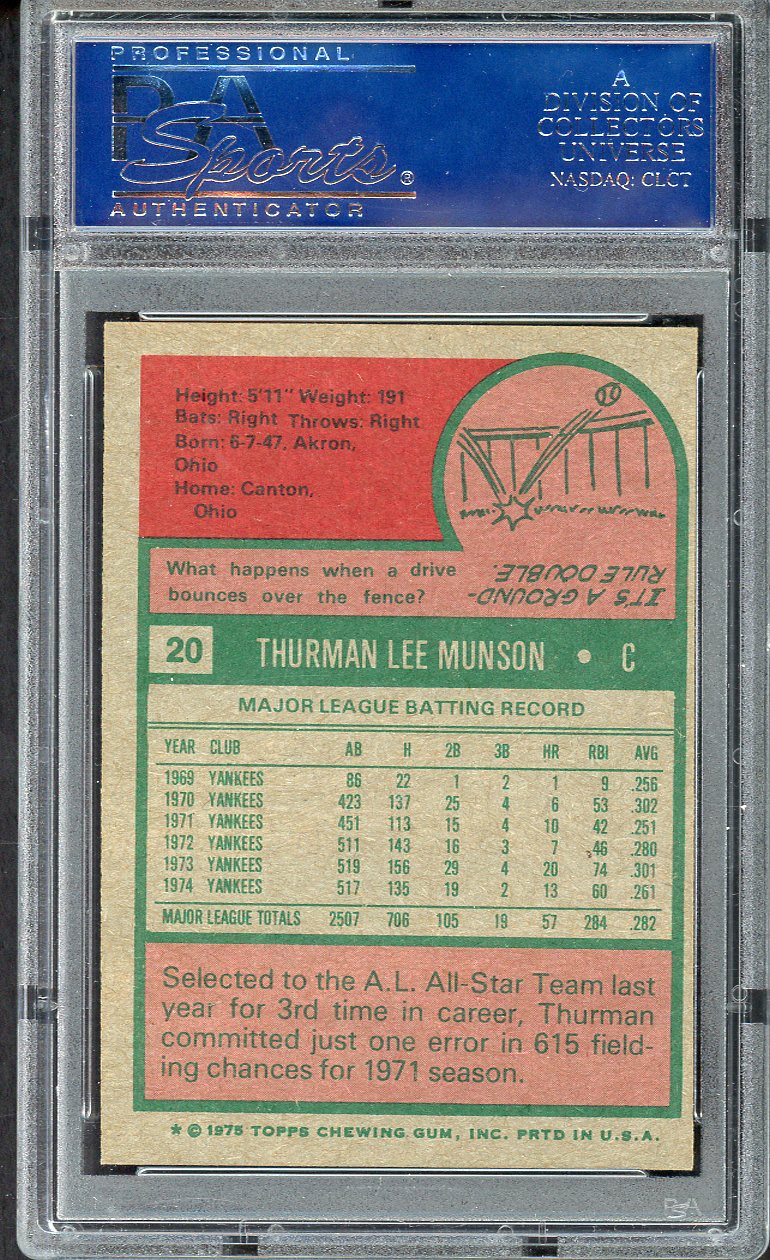 PROFESSIONAL
PSA
Sports®
AUTHENTICATOR
A
DIVISION OF
COLLECTORS
UNIVERSE
NASDAQ: CLCT
Height: 5'11" Weight: 191
Bats: Right Throws: Right
Born: 6-7-47, Akron,
Ohio
Home: Canton,
Ohio
What happens when a drive
bounces over the fence?
IT'S A GROUND-
RULE DOUBLE.
20 THURMAN LEE MUNSON • C
MAJOR LEAGUE BATTING RECORD
YEAR CLUB AB H 2B 3B HR RBI AVG
1969 YANKEES 86 22 1 2 1 9 .256
1970 YANKEES 423 137 25 4 6 53 .302
1971 YANKEES 451 113 15 4 10 42 .251
1972 YANKEES 511 143 16 3 7 46 .280
1973 YANKEES 519 156 29 4 20 74 .301
1974 YANKEES 517 135 19 2 13 60 .261
MAJOR LEAGUE TOTALS 2507 706 105 19 57 284 .282
Selected to the A.L. All-Star Team last
year for 3rd time in career, Thurman
committed just one error in 615 field-
ing chances for 1971 season.
* © 1975 TOPPS CHEWING GUM, INC. PRTD IN U.S.A.
PSA